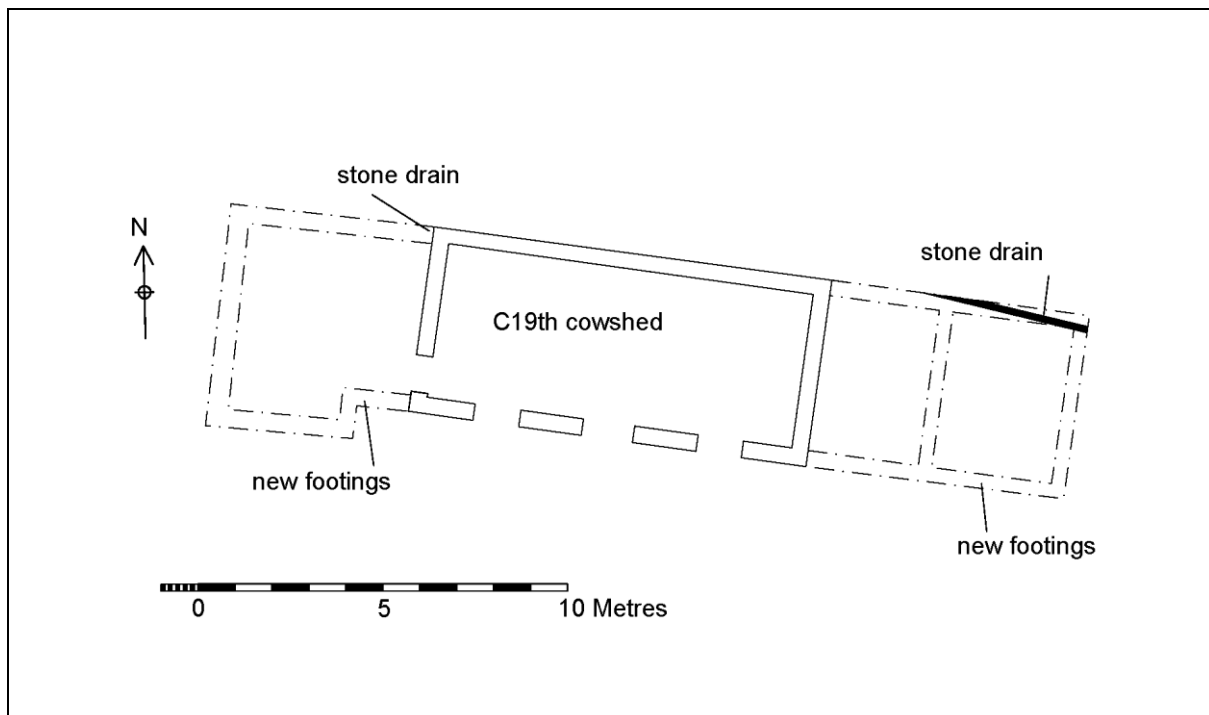 stone drain
N
stone drain
C19th cowshed
new footings
new footings
0 5 10 Metres